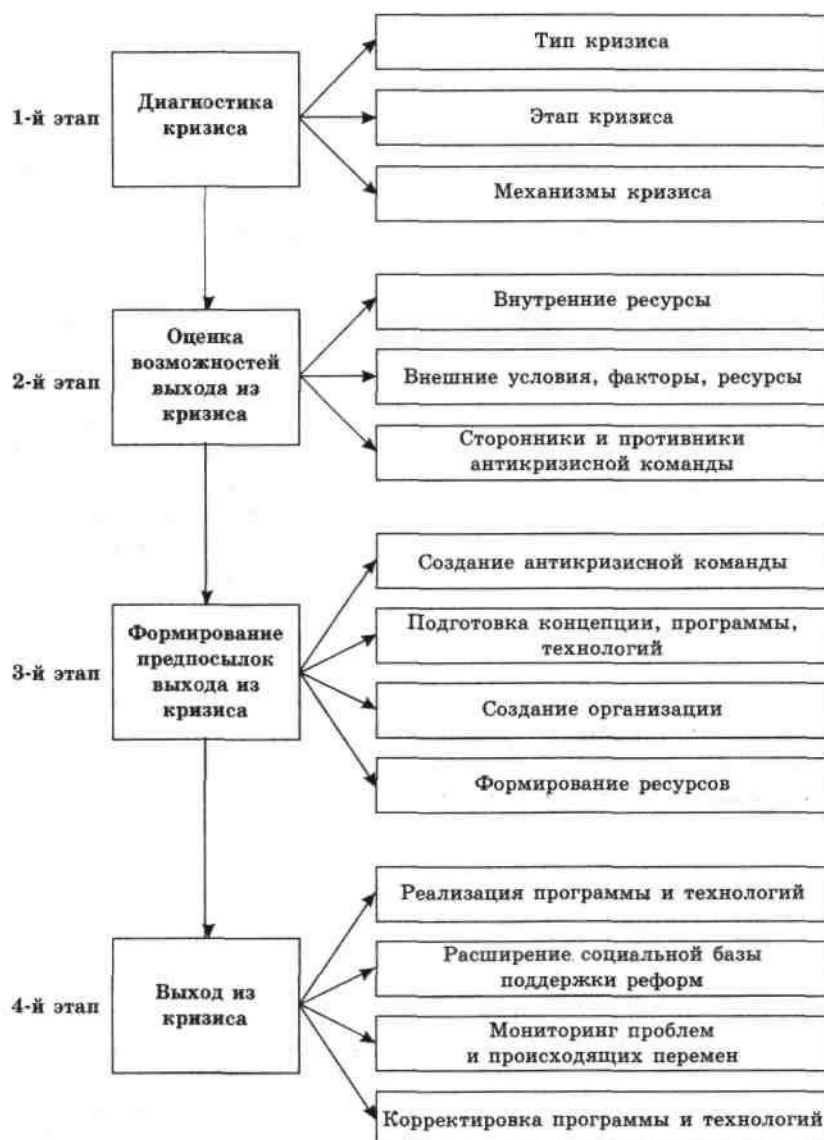 1-й этап
Диагностика
кризиса
Тип кризиса
Этап кризиса
Механизмы кризиса
2-й этап
Оценка
возможностей
выхода из
кризиса
Внутренние ресурсы
Внешние условия, факторы, ресурсы
Сторонники и противники
антикризисной команды
3-й этап
Формирование
предпосылок
выхода из
кризиса
Создание антикризисной команды
Подготовка концепции, программы,
технологий
Создание организации
Формирование ресурсов
4-й этап
Выход из
кризиса
Реализация программы и технологий
Расширение социальной базы
поддержки реформ
Мониторинг проблем
и происходящих перемен
Корректировка программы и технологий